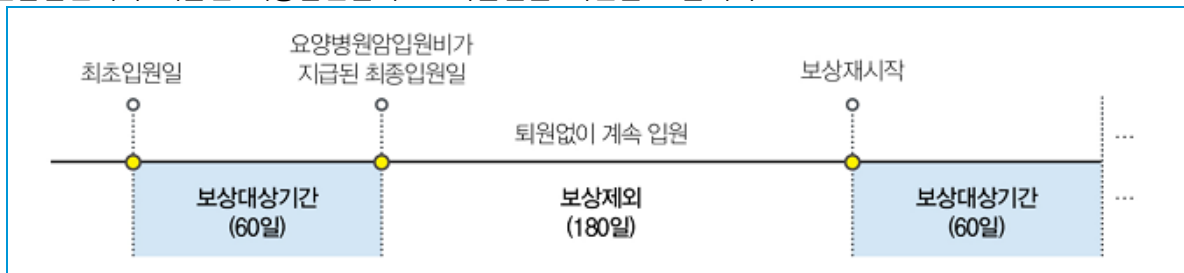 최초입원일
요양병원암입원비가
지급된 최종입원일
보상재시작
퇴원없이 계속 입원
...
보상대상기간
(60일)
보상제외
(180일)
보상대상기간
(60일)
...